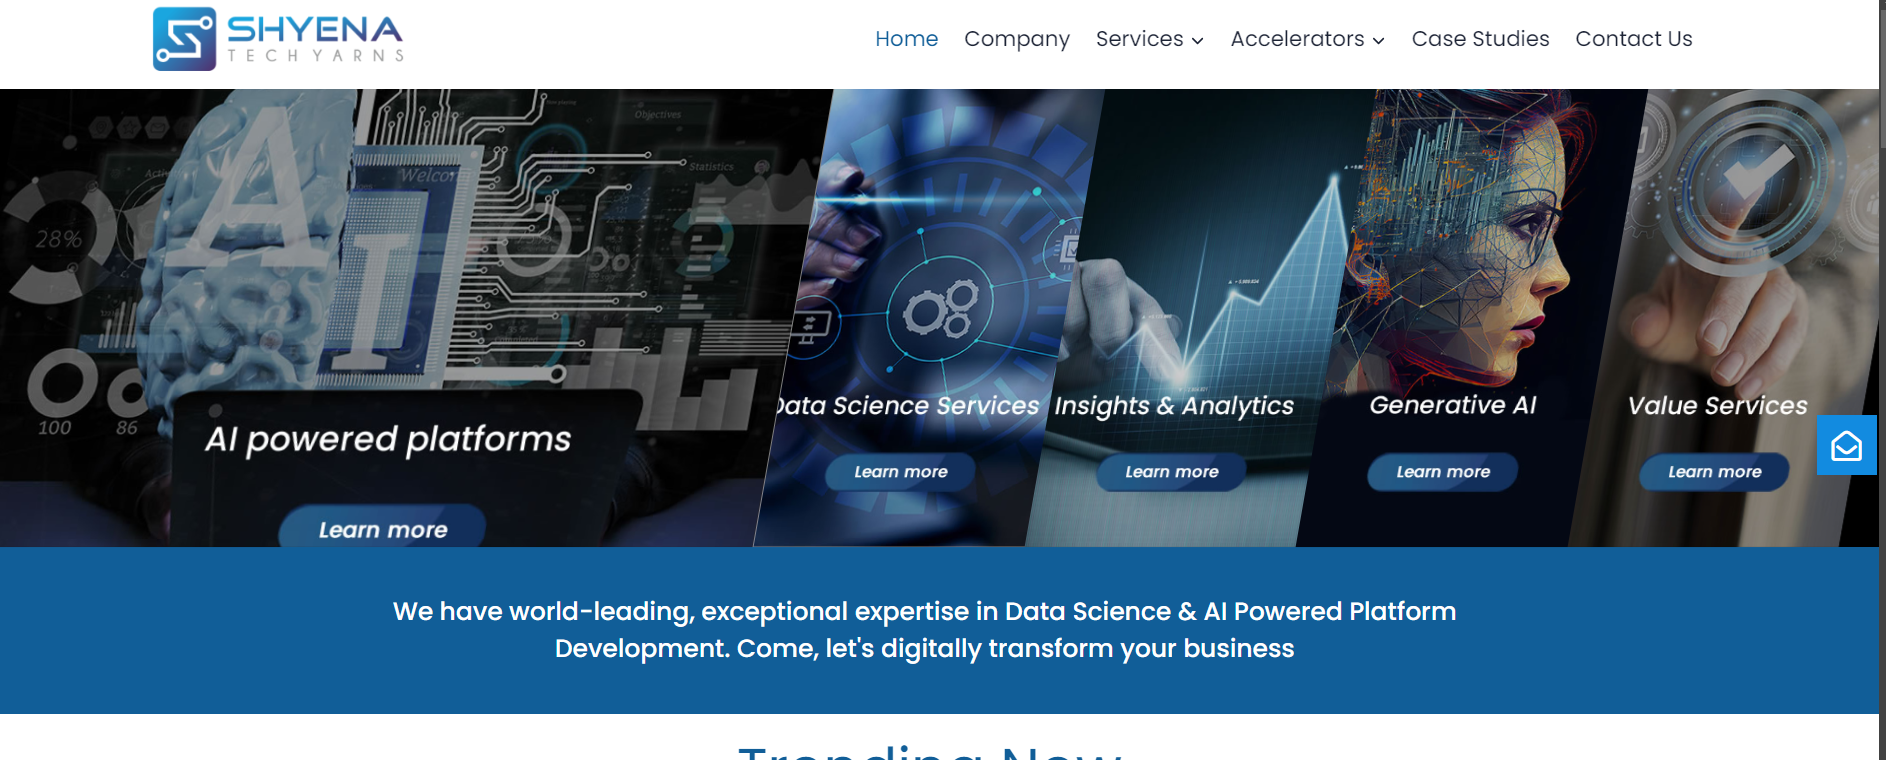 SHYENA
TECH YARNS
Home Company Services Accelerators Case Studies Contact Us
AI
Objectives
Welcome
Statistics
28%
100 86
AI powered platforms
Learn more
Data Science Services
Learn more
Insights & Analytics
Learn more
Generative AI
Learn more
Value Services
Learn more
We have world-leading, exceptional expertise in Data Science & AI Powered Platform
Development. Come, let's digitally transform your business
Trending Now